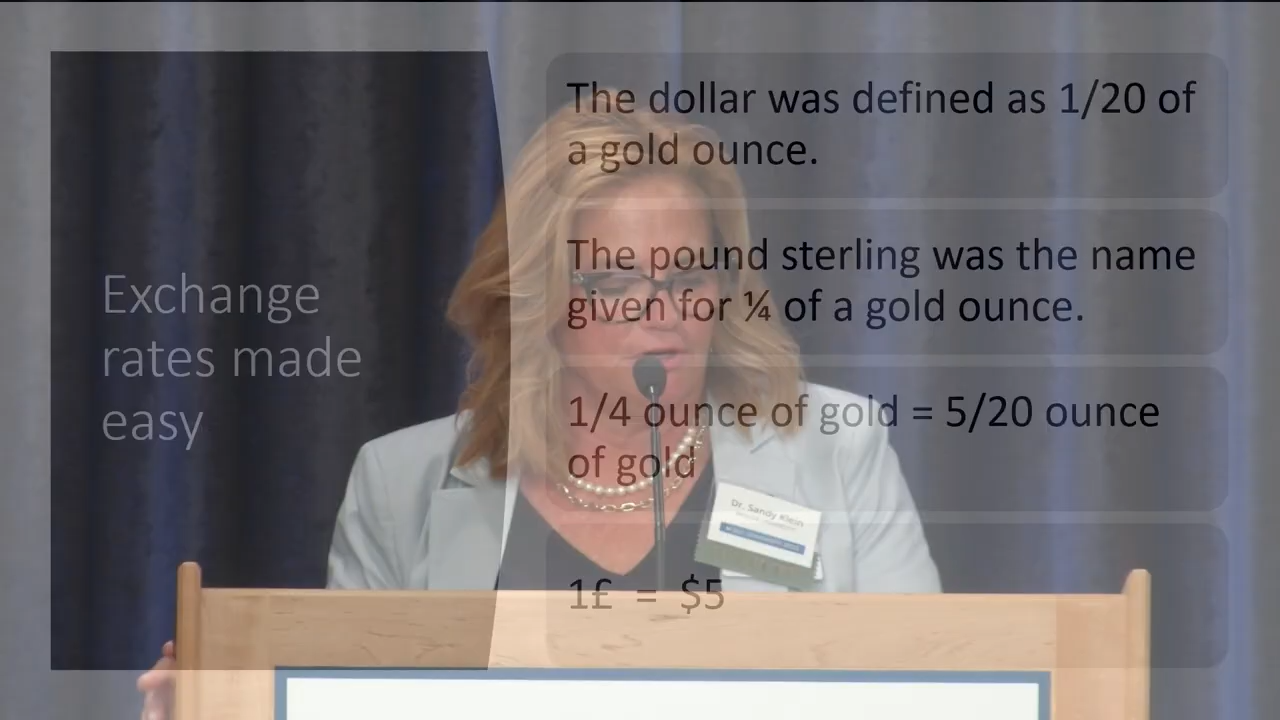 Exchange
rates made
easy
The dollar was defined as 1/20 of
a gold ounce.
The pound sterling was the name
given for ¼ of a gold ounce.
1/4 ounce of gold = 5/20 ounce
of gold
1£ = $5
Dr. Sandy Klein